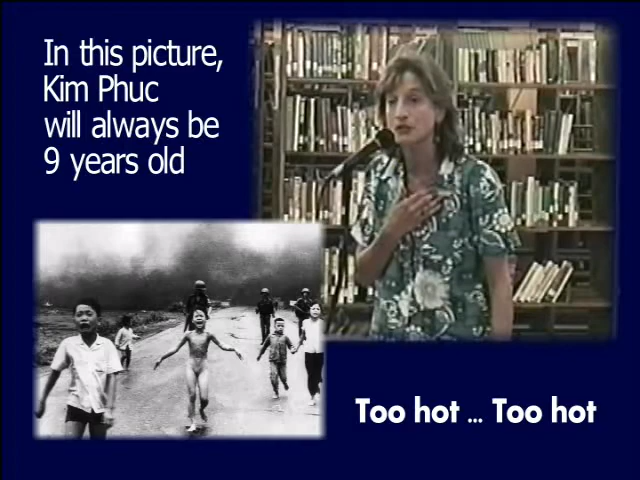 In this picture,
Kim Phuc
will always be
9 years old
Too hot ... Too hot